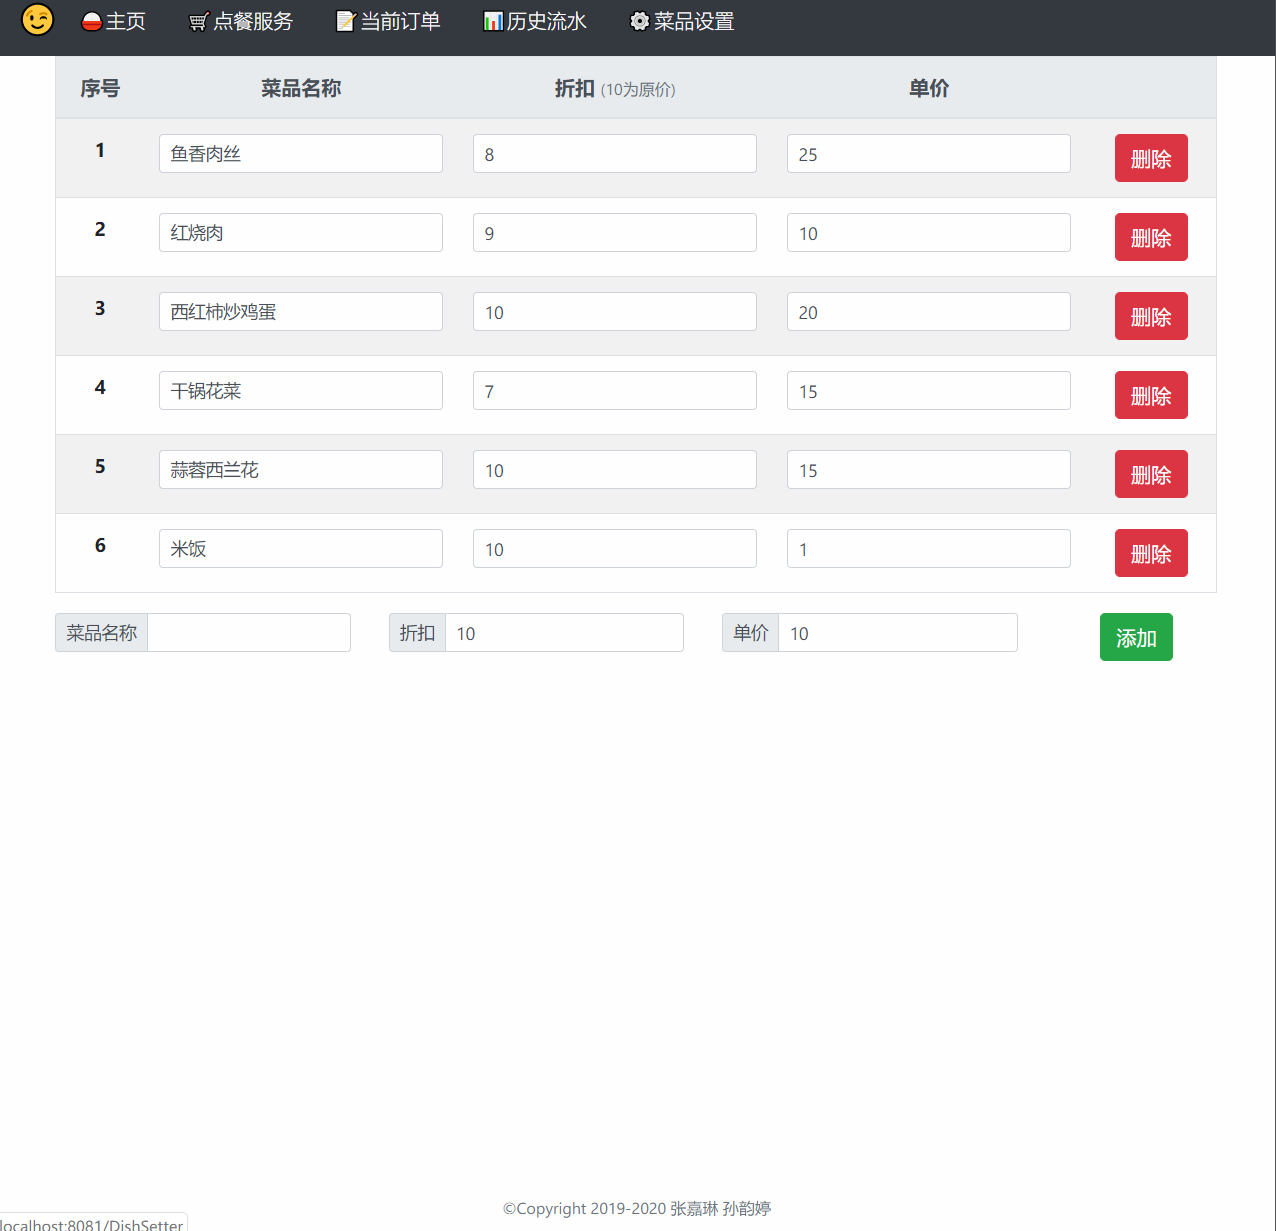 主页 点餐服务 当前订单 历史流水 菜品设置
序号 菜品名称 折扣 (10为原价) 单价
1 鱼香肉丝 8 25 删除
2 红烧肉 9 10 删除
3 西红柿炒鸡蛋 10 20 删除
4 干锅花菜 7 15 删除
5 蒜蓉西兰花 10 15 删除
6 米饭 10 1 删除
菜品名称 折扣 10 单价 10 添加
©Copyright 2019-2020 张嘉琳 孙韵婷
localhost:8081/DishSetter